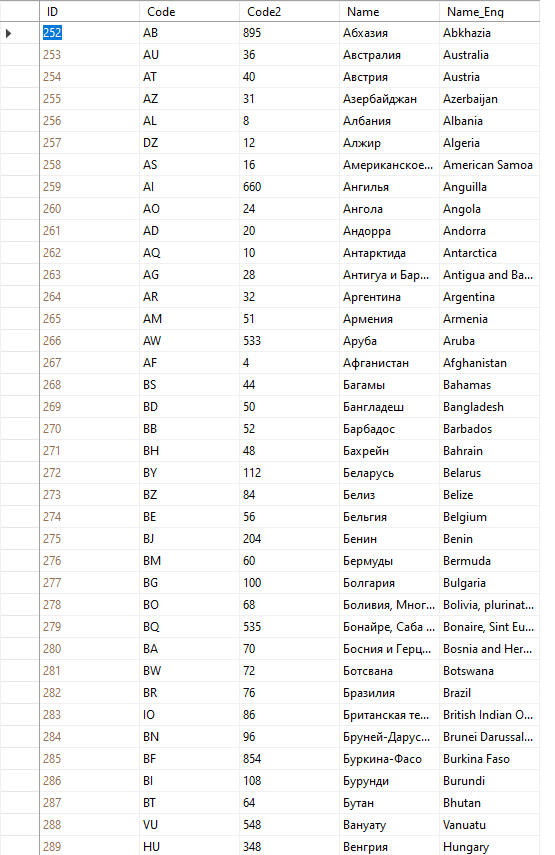 ID Code Code2 Name Name_Eng
252 AB 895 Абхазия Abkhazia
253 AU 36 Австралия Australia
254 AT 40 Австрия Austria
255 AZ 31 Азербайджан Azerbaijan
256 AL 8 Албания Albania
257 DZ 12 Алжир Algeria
258 AS 16 Американское... American Samoa
259 AI 660 Ангилья Anguilla
260 AO 24 Ангола Angola
261 AD 20 Андорра Andorra
262 AQ 10 Антарктида Antarctica
263 AG 28 Антигуа и Бар... Antigua and Ba...
264 AR 32 Аргентина Argentina
265 AM 51 Армения Armenia
266 AW 533 Аруба Aruba
267 AF 4 Афганистан Afghanistan
268 BS 44 Багамы Bahamas
269 BD 50 Бангладеш Bangladesh
270 BB 52 Барбадос Barbados
271 BH 48 Бахрейн Bahrain
272 BY 112 Беларусь Belarus
273 BZ 84 Белиз Belize
274 BE 56 Бельгия Belgium
275 BJ 204 Бенин Benin
276 BM 60 Бермуды Bermuda
277 BG 100 Болгария Bulgaria
278 BO 68 Боливия, Мног... Bolivia, plurinat...
279 BQ 535 Бонайре, Саба ... Bonaire, Sint Eu...
280 BA 70 Босния и Герц... Bosnia and Her...
281 BW 72 Ботсвана Botswana
282 BR 76 Бразилия Brazil
283 IO 86 Британская те... British Indian O...
284 BN 96 Бруней-Дарус... Brunei Darussal...
285 BF 854 Буркина-Фасо Burkina Faso
286 BI 108 Бурунди Burundi
287 BT 64 Бутан Bhutan
288 VU 548 Вануату Vanuatu
289 HU 348 Венгрия Hungary